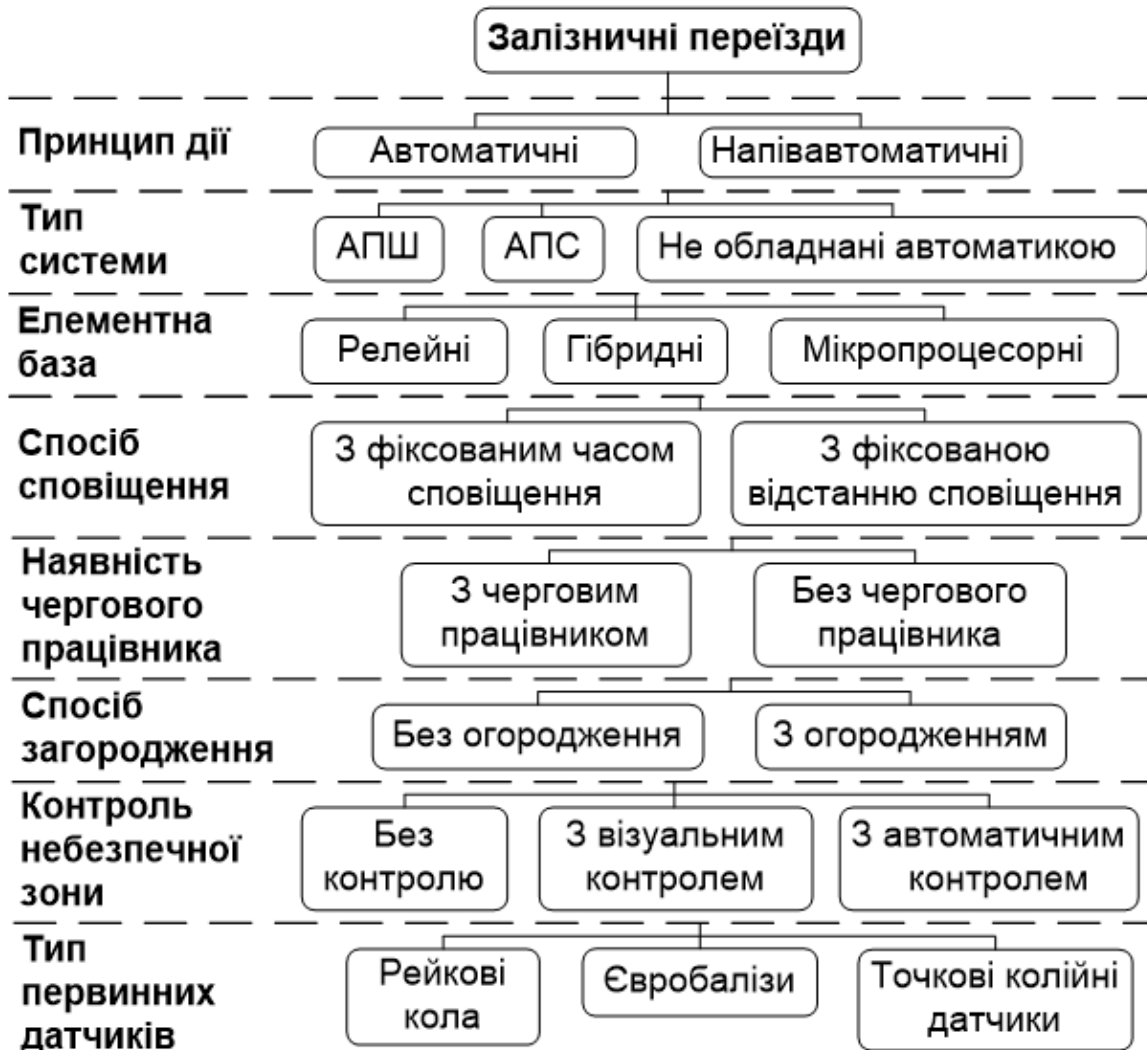 Залізничні переїзди
Принцип дії
Автоматичні
Напівавтоматичні
Тип
системи
АПШ
АПС
Не обладнані автоматикою
Елементна
база
Релейні
Гібридні
Мікропроцесорні
Спосіб
сповіщення
З фіксованим часом
сповіщення
З фіксованою
відстанню сповіщення
Наявність
чергового
працівника
З черговим
працівником
Без чергового
працівника
Спосіб
загородження
Без огородження
З огородженням
Контроль
небезпечної
зони
Без
контролю
З візуальним
контролем
З автоматичним
контролем
Тип
первинних
датчиків
Рейкові
кола
Євробалізи
Точкові колійні
датчики